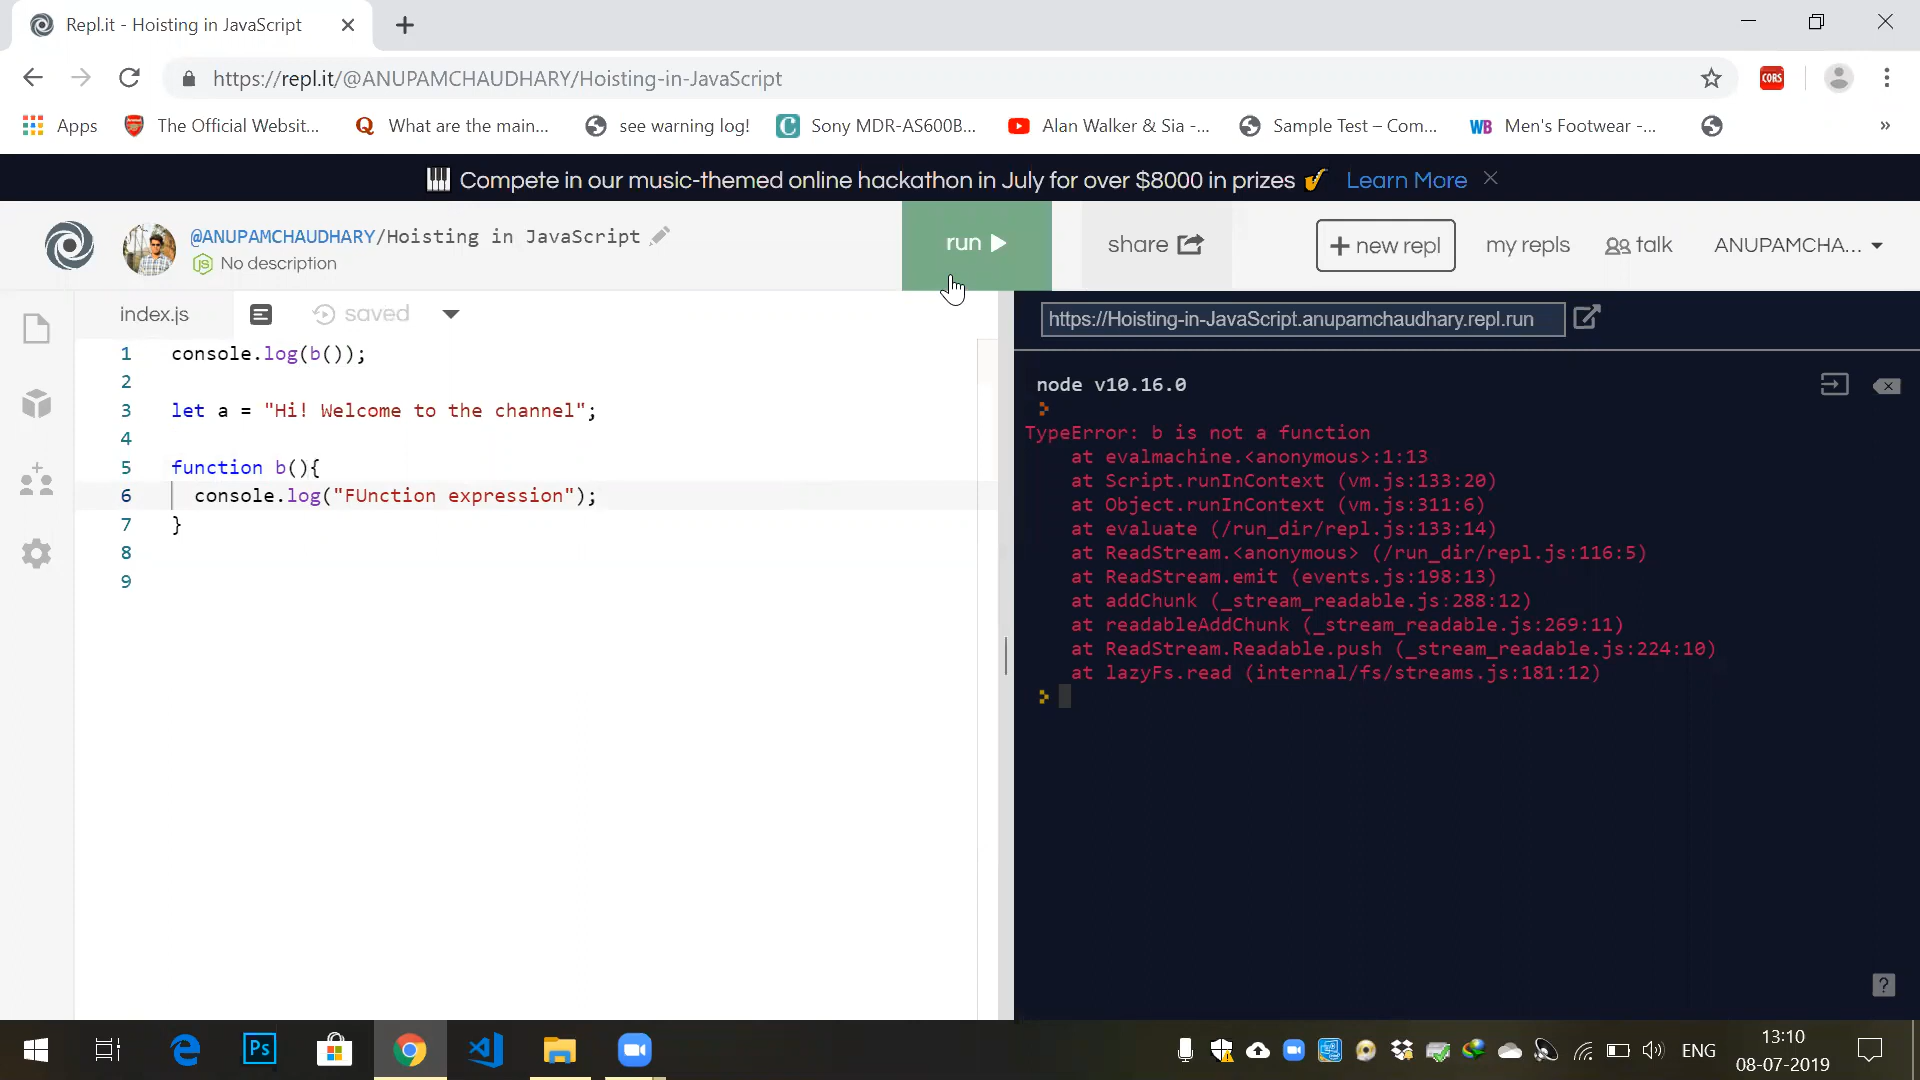 Repl.it - Hoisting in JavaScript
https://repl.it/@ANUPAMCHAUDHARY/Hoisting-in-JavaScript
CORS
Apps
The Official Websit...
Q What are the main...
see warning log!
C Sony MDR-AS600B...
Alan Walker & Sia -...
Sample Test – Com...
WB Men's Footwear -...
»
Compete in our music-themed online hackathon in July for over $8000 in prizes Learn More
@ANUPAMCHAUDHARY/Hoisting in JavaScript
No description
run
share
+ new repl
my repls
talk
ANUPAMCHA...
index.js
saved
1 console.log(b());
2
3 let a = "Hi! Welcome to the channel";
4
5 function b(){
6 console.log("FUnction expression");
7 }
8
9
https://Hoisting-in-JavaScript.anupamchaudhary.repl.run
node v10.16.0
>
TypeError: b is not a function
at evalmachine.<anonymous>:1:13
at Script.runInContext (vm.js:133:20)
at Object.runInContext (vm.js:311:6)
at evaluate (/run_dir/repl.js:133:14)
at ReadStream.<anonymous> (/run_dir/repl.js:116:5)
at ReadStream.emit (events.js:198:13)
at addChunk (_stream_readable.js:288:12)
at readableAddChunk (_stream_readable.js:269:11)
at ReadStream.Readable.push (_stream_readable.js:224:10)
at lazyFs.read (internal/fs/streams.js:181:12)
>
?
Ps
ENG
13:10
08-07-2019